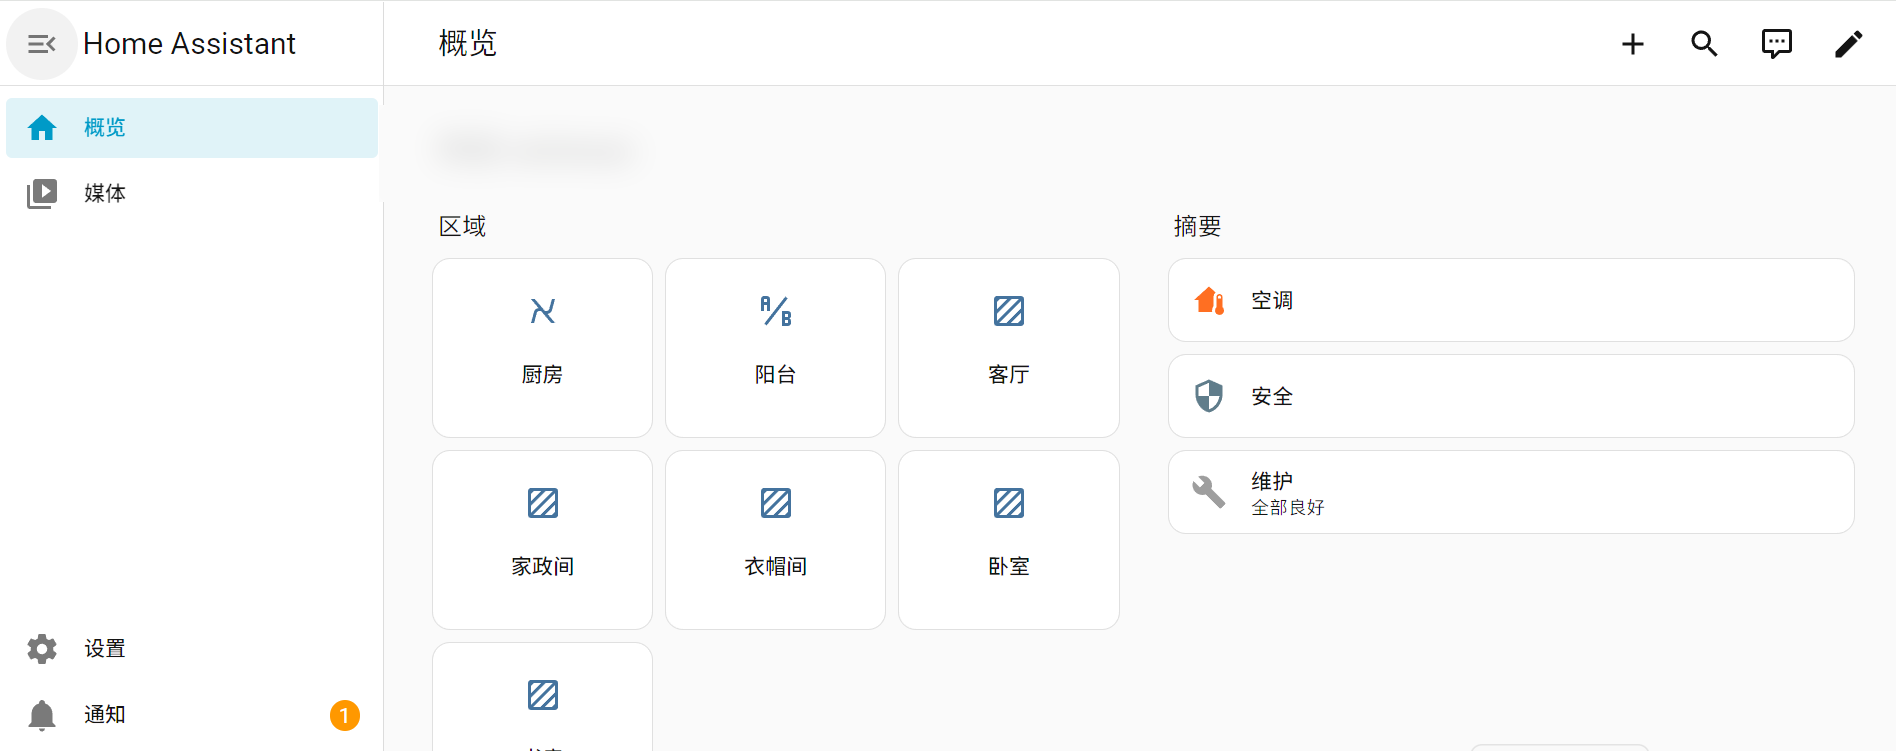 Home Assistant
概览
概览
媒体
设置
通知
1
区域
厨房
A/B
阳台
客厅
家政间
衣帽间
卧室
摘要
空调
安全
维护
全部良好